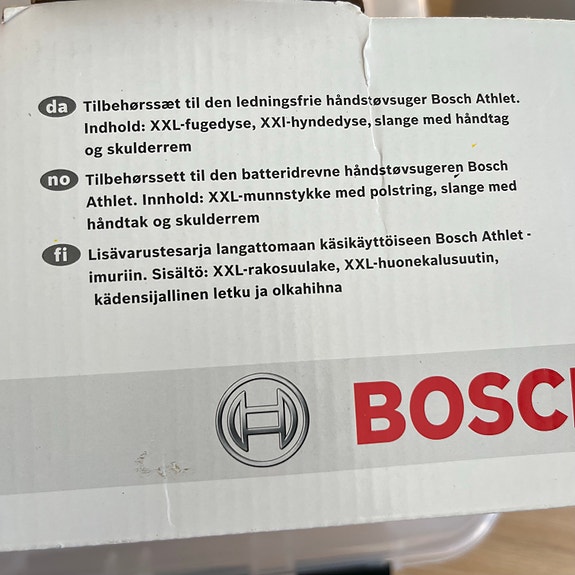 da Tilbehørssæt til den ledningsfrie håndstøvsuger Bosch Athlet.
Indhold: XXL-fugedyse, XXl-hyndedyse, slange med håndtag
og skulderrem
no Tilbehørssett til den batteridrevne håndstøvsugeren Bosch
Athlet. Innhold: XXL-munnstykke med polstring, slange med
håndtak og skulderrem
fi Lisävarustesarja langattomaan käsikäyttöiseen Bosch Athlet -
imuriin. Sisältö: XXL-rakosuulake, XXL-huonekalusuutin,
kädensijallinen letku ja olkahihna
BOSC